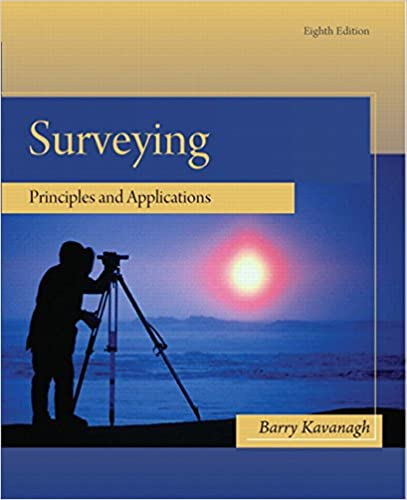 Eighth Edition
Surveying
Principles and Applications
Barry Kavanagh